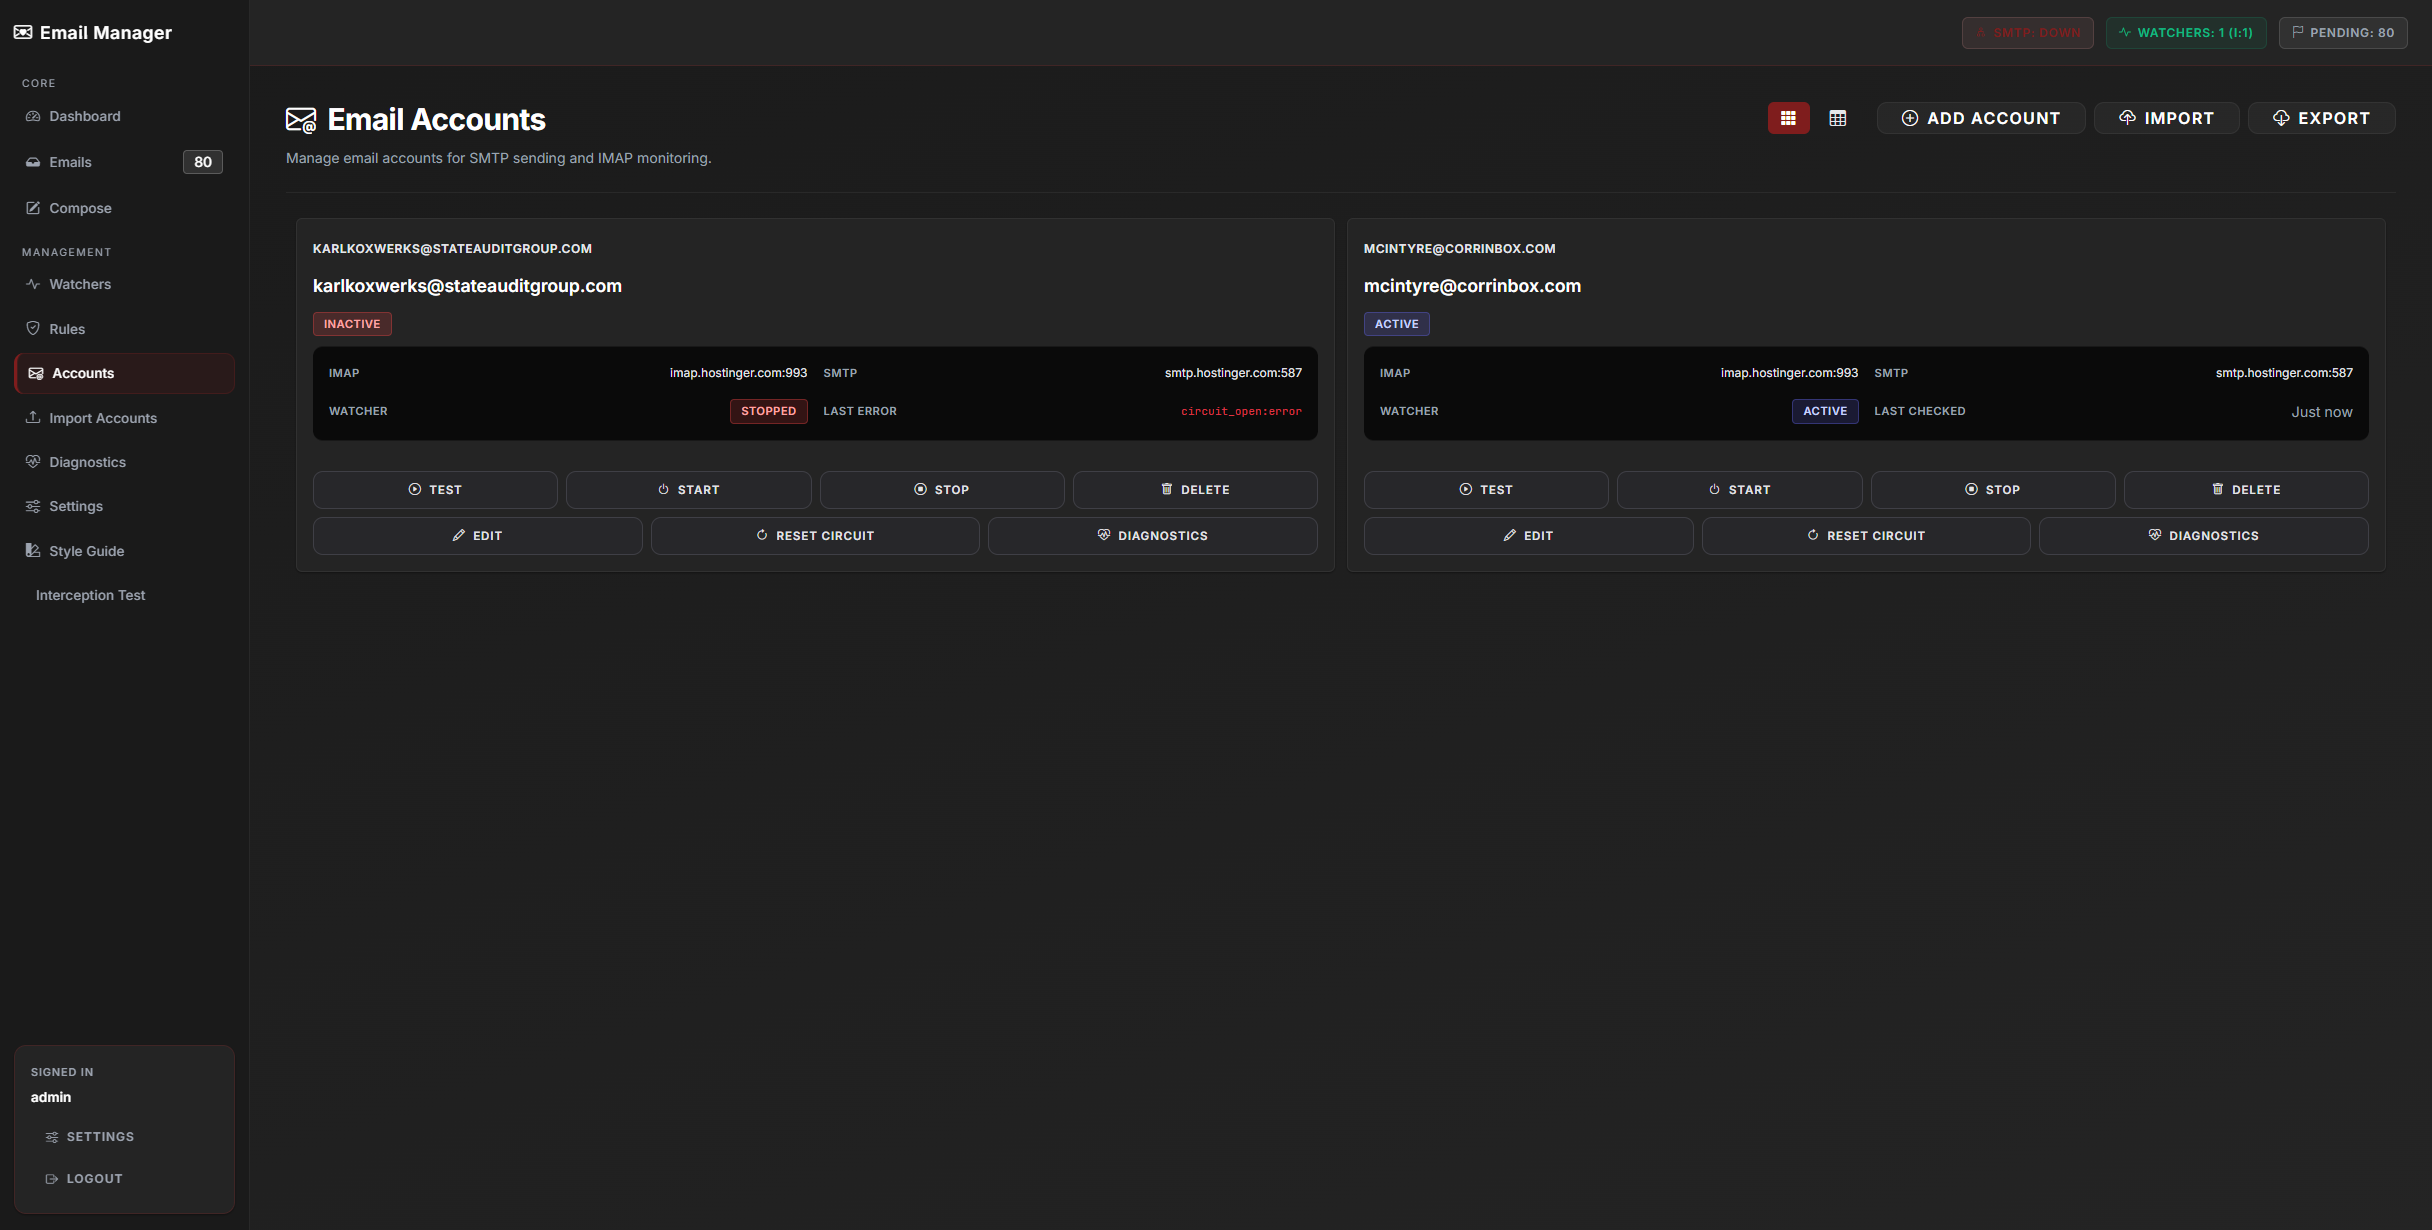 Email Manager
SMTP: DOWN
WATCHERS: 1 (I:1)
PENDING: 80
CORE
Dashboard
Emails 80
Compose
MANAGEMENT
Watchers
Rules
Accounts
Import Accounts
Diagnostics
Settings
Style Guide
Interception Test
SIGNED IN
admin
SETTINGS
LOGOUT
Email Accounts
Manage email accounts for SMTP sending and IMAP monitoring.
ADD ACCOUNT
IMPORT
EXPORT
KARLKOXWERKS@STATEAUDITGROUP.COM
karlkoxwerks@stateauditgroup.com
INACTIVE
IMAP imap.hostinger.com:993 SMTP smtp.hostinger.com:587
WATCHER STOPPED LAST ERROR circuit_open:error
TEST START STOP DELETE
EDIT RESET CIRCUIT DIAGNOSTICS
MCINTYRE@CORRINBOX.COM
mcintyre@corrinbox.com
ACTIVE
IMAP imap.hostinger.com:993 SMTP smtp.hostinger.com:587
WATCHER ACTIVE LAST CHECKED Just now
TEST START STOP DELETE
EDIT RESET CIRCUIT DIAGNOSTICS